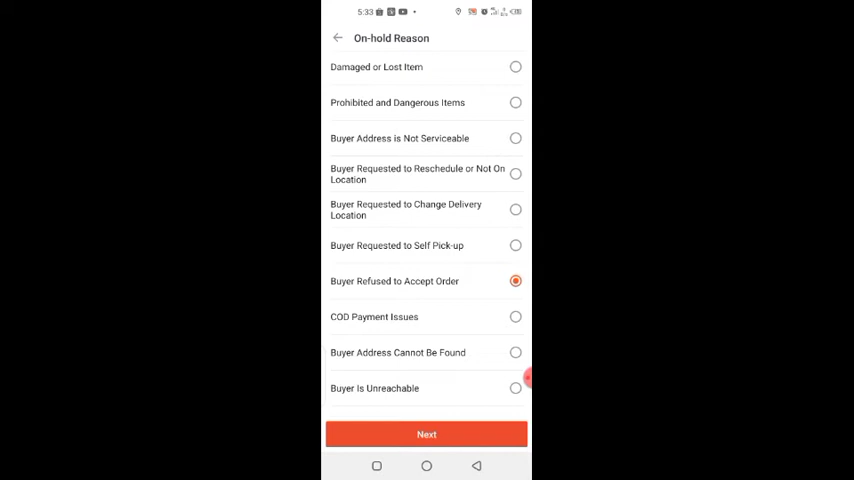 5:33
On-hold Reason
Damaged or Lost Item
Prohibited and Dangerous Items
Buyer Address is Not Serviceable
Buyer Requested to Reschedule or Not On
Location
Buyer Requested to Change Delivery
Location
Buyer Requested to Self Pick-up
Buyer Refused to Accept Order
COD Payment Issues
Buyer Address Cannot Be Found
Buyer Is Unreachable
Next